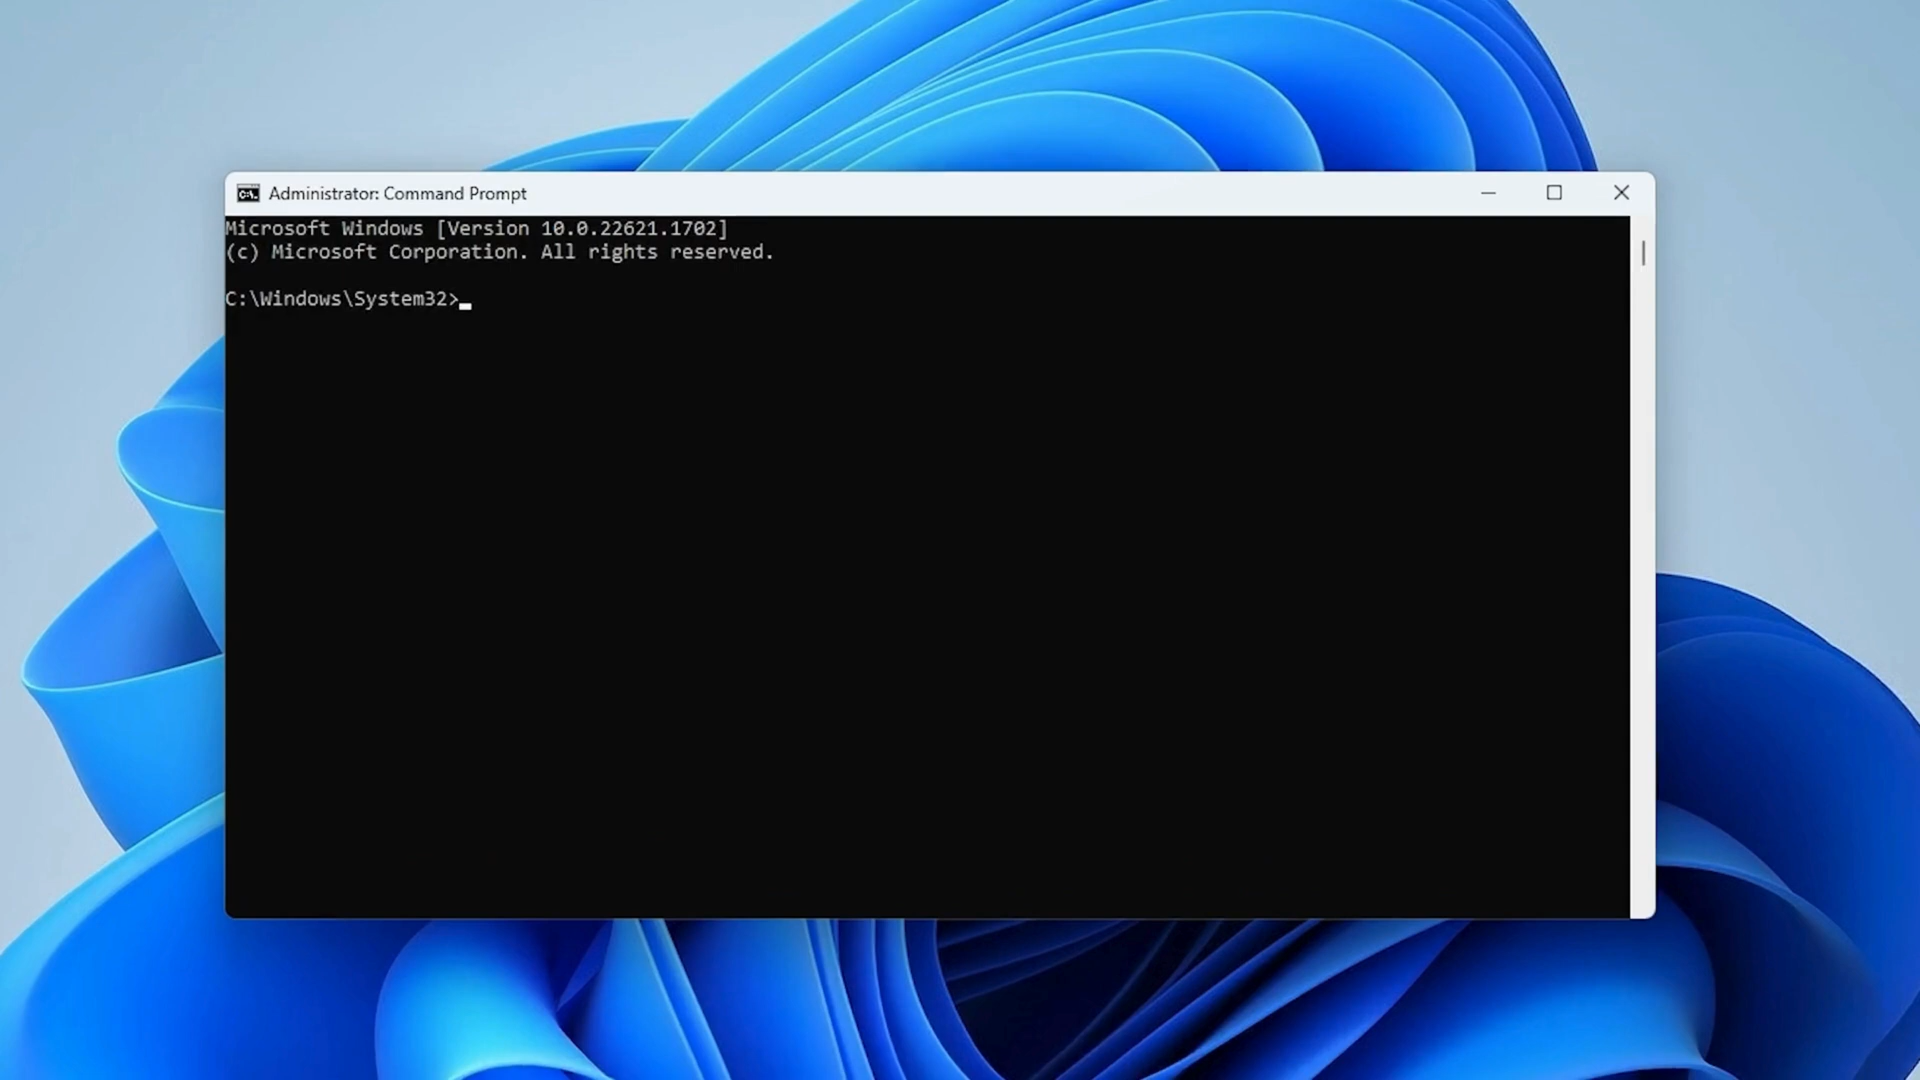 Administrator: Command Prompt
Microsoft Windows [Version 10.0.22621.1702]
(c) Microsoft Corporation. All rights reserved.
C:\Windows\System32>